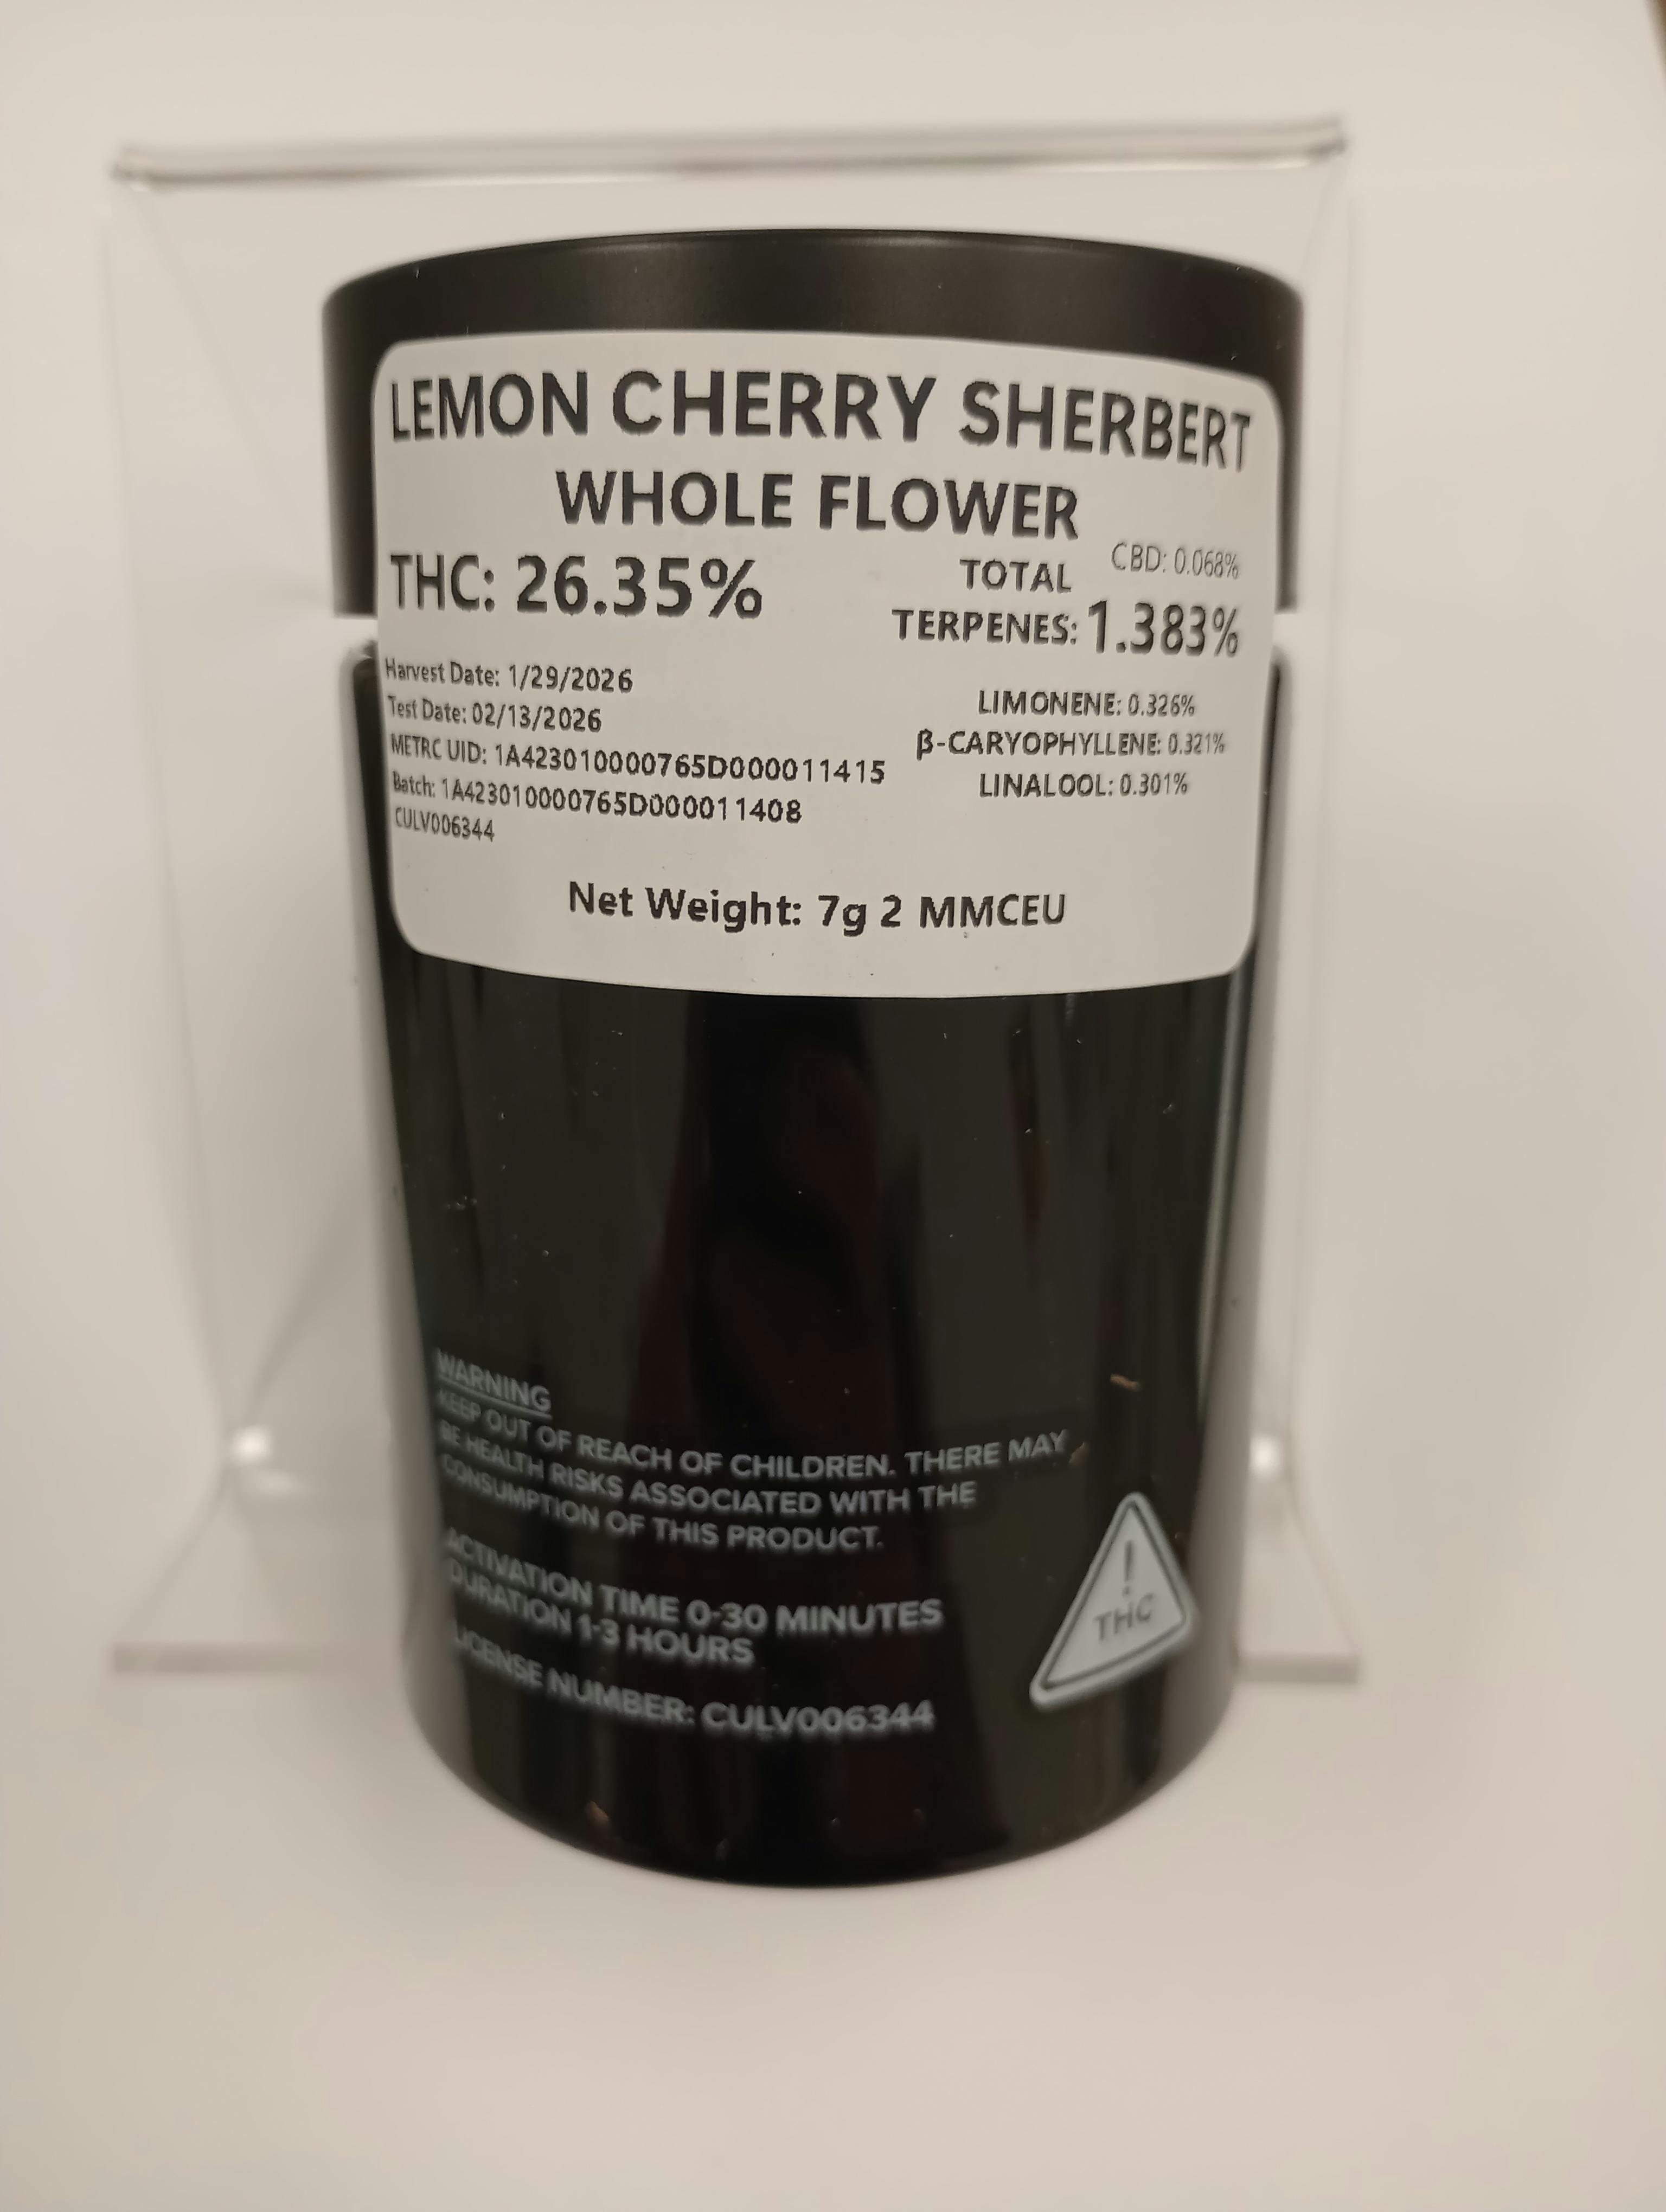 LEMON CHERRY SHERBERT
WHOLE FLOWER
THC: 26.35%
CBD: 0.068%
TOTAL
TERPENES: 1.383%
Harvest Date: 1/29/2026
Test Date: 02/13/2026
METRC UID: 1A423010000765D000011415
Batch: 1A423010000765D000011408
CULV006344
LIMONENE: 0.326%
β-CARYOPHYLLENE: 0.321%
LINALOOL: 0.301%
Net Weight: 7g 2 MMCEU
WARNING
KEEP OUT OF REACH OF CHILDREN. THERE MAY
BE HEALTH RISKS ASSOCIATED WITH THE
CONSUMPTION OF THIS PRODUCT.
ACTIVATION TIME 0-30 MINUTES
DURATION 1-3 HOURS
LICENSE NUMBER: CULV006344
!
THC